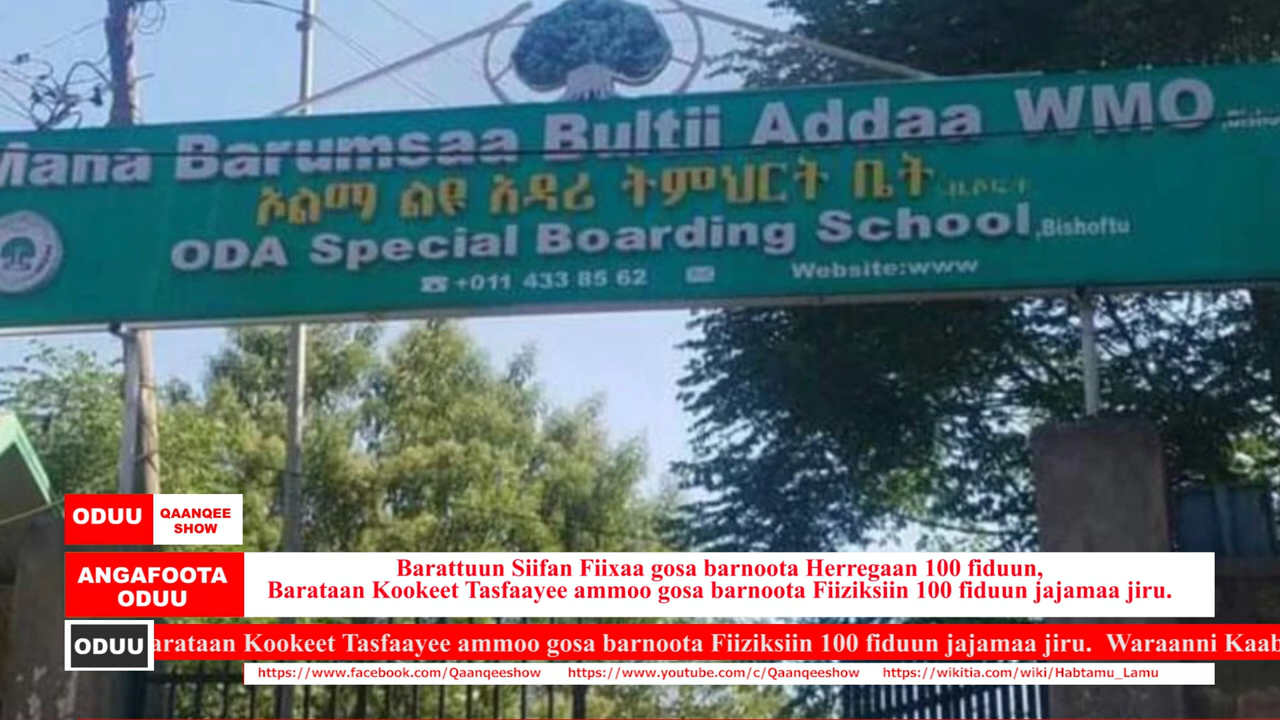 Mana Barumsaa Bultii Addaa WMO
ኦልማ ልዩ አዳሪ ትምህርት ቤት
ODA Special Boarding School, Bishoftu
+011 433 85 62
Website:www
ODUU
QAANQEE
SHOW
ANGAFOOTA
ODUU
Barattuun Siifan Fiixaa gosa barnoota Herregaan 100 fiduun,
Barataan Kookeet Tasfaayee ammoo gosa barnoota Fiiziksiin 100 fiduun jajamaa jiru.
ODUU
arataan Kookeet Tasfaayee ammoo gosa barnoota Fiiziksiin 100 fiduun jajamaa jiru. Waraanni Kaab
https://www.facebook.com/Qaanqeeshow https://www.youtube.com/c/Qaanqeeshow https://wikitia.com/wiki/Habtamu_Lamu